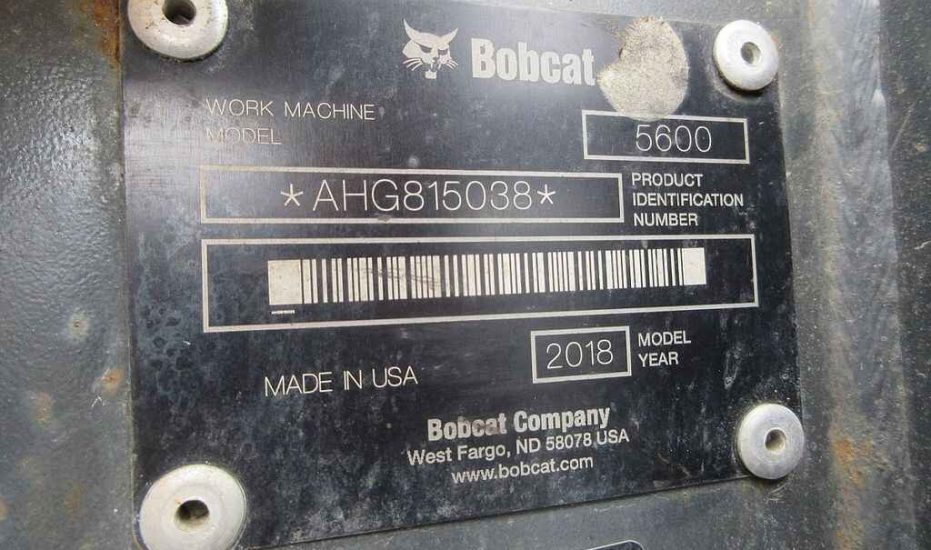 Bobcat
WORK MACHINE
MODEL
5600
*AHG815038*
PRODUCT
IDENTIFICATION
NUMBER
2018
MODEL
YEAR
MADE IN USA
Bobcat Company
West Fargo, ND 58078 USA
www.bobcat.com